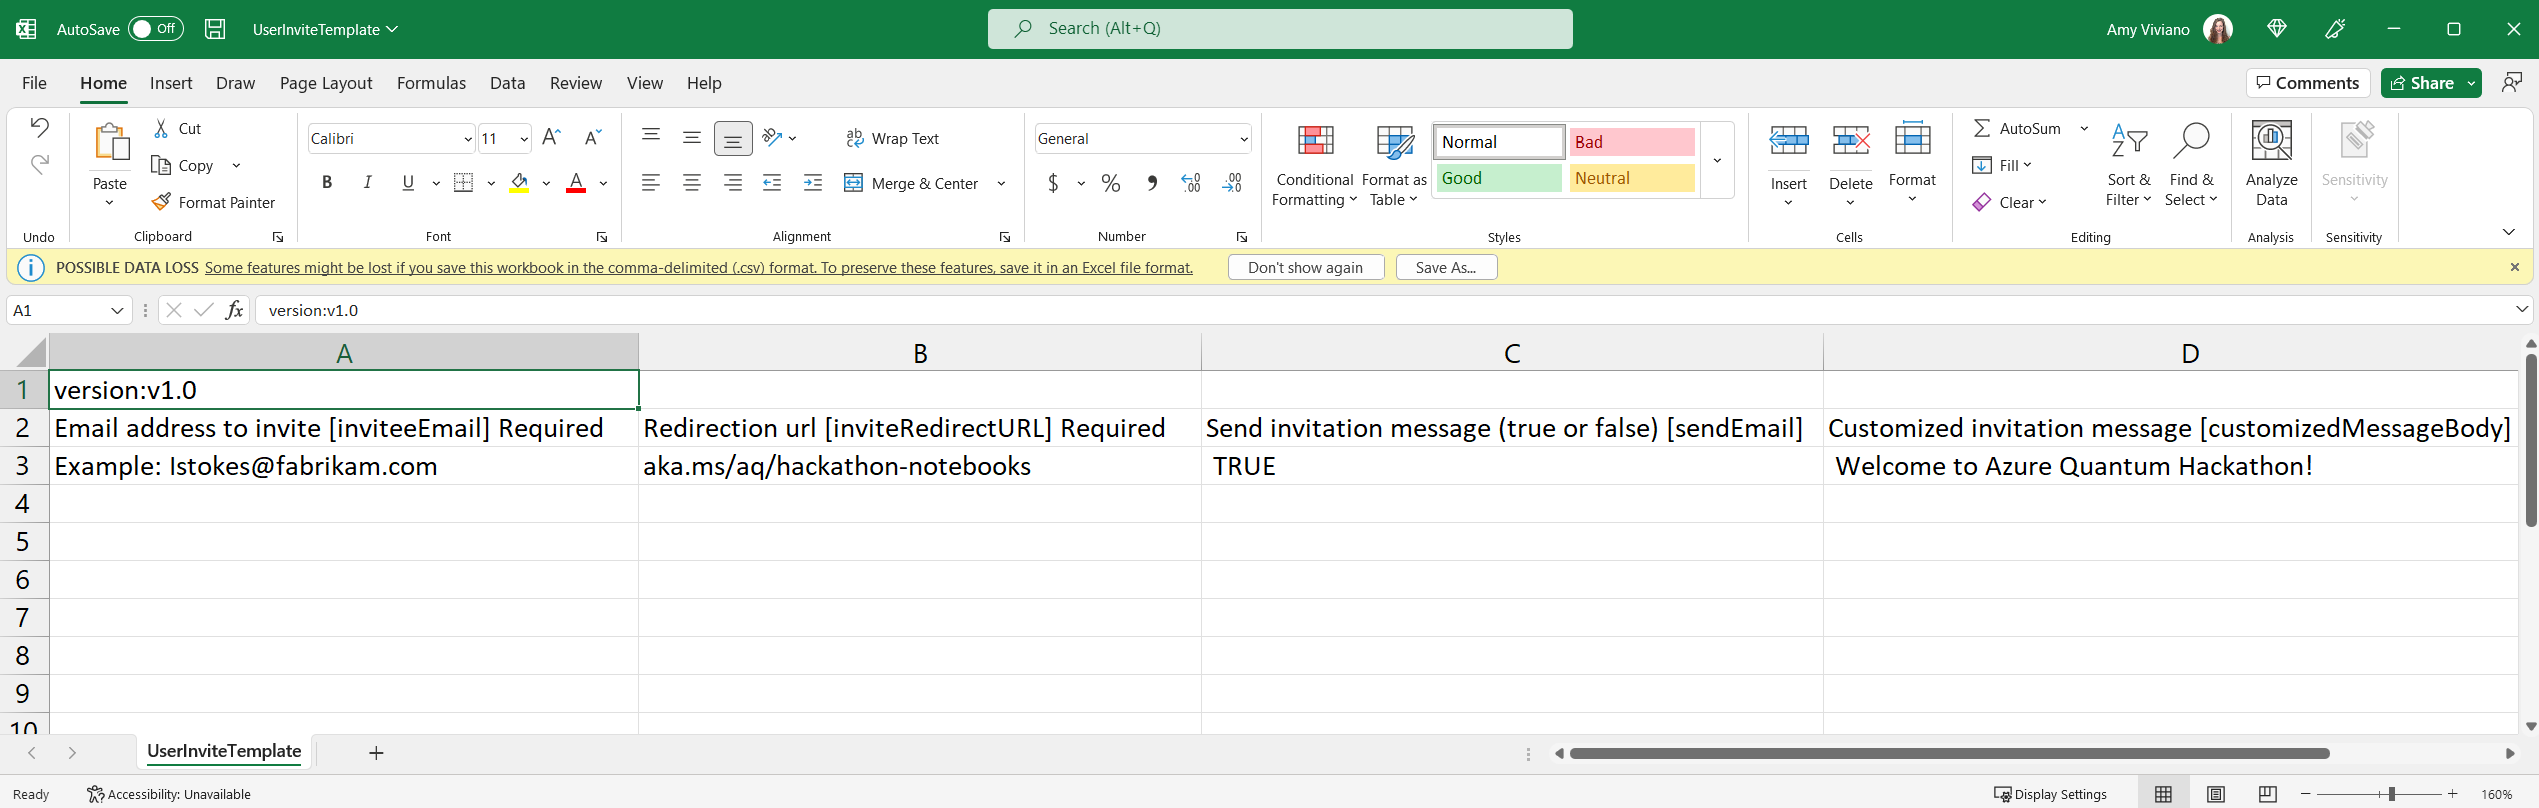 AutoSave Off UserInviteTemplate Search (Alt+Q) Amy Viviano
File Home Insert Draw Page Layout Formulas Data Review View Help Comments Share
Undo
Paste
Cut
Copy
Format Painter
Clipboard
Calibri 11
B I U A
Font
Wrap Text
Merge & Center
Alignment
General
$ % , .00 .00
Number
Conditional Formatting
Format as Table
Normal Bad
Good Neutral
Styles
Insert Delete Format
Cells
AutoSum
Fill
Clear
Sort & Filter
Find & Select
Editing
Analyze Data
Analysis
Sensitivity
Sensitivity
POSSIBLE DATA LOSS Some features might be lost if you save this workbook in the comma-delimited (.csv) format. To preserve these features, save it in an Excel file format. Don't show again Save As...
A1 fx version:v1.0
A B C D
1 version:v1.0
2 Email address to invite [inviteeEmail] Required Redirection url [inviteRedirectURL] Required Send invitation message (true or false) [sendEmail] Customized invitation message [customizedMessageBody]
3 Example: Istokes@fabrikam.com aka.ms/aq/hackathon-notebooks TRUE Welcome to Azure Quantum Hackathon!
4
5
6
7
8
9
10
UserInviteTemplate
Ready Accessibility: Unavailable Display Settings 160%